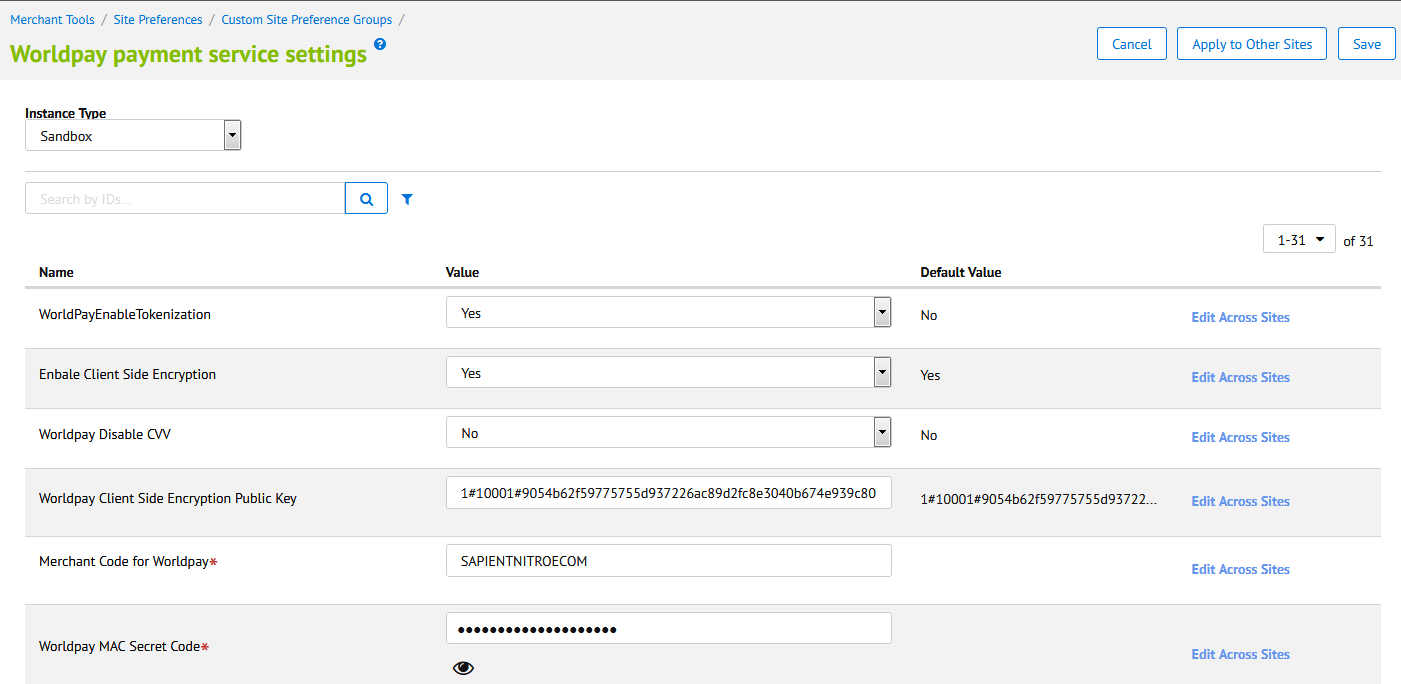 Merchant Tools / Site Preferences / Custom Site Preference Groups /
Worldpay payment service settings ?
Cancel Apply to Other Sites Save
Instance Type
Sandbox
Search by IDs...
1-31 of 31
Name Value Default Value
WorldPayEnableTokenization Yes No Edit Across Sites
Enbale Client Side Encryption Yes Yes Edit Across Sites
Worldpay Disable CVV No No Edit Across Sites
Worldpay Client Side Encryption Public Key 1#10001#9054b62f59775755d937226ac89d2fc8e3040b674e939c80 1#10001#9054b62f59775755d93722... Edit Across Sites
Merchant Code for Worldpay* SAPIENTNITROECOM Edit Across Sites
Worldpay MAC Secret Code* •••••••••••••••••••• Edit Across Sites